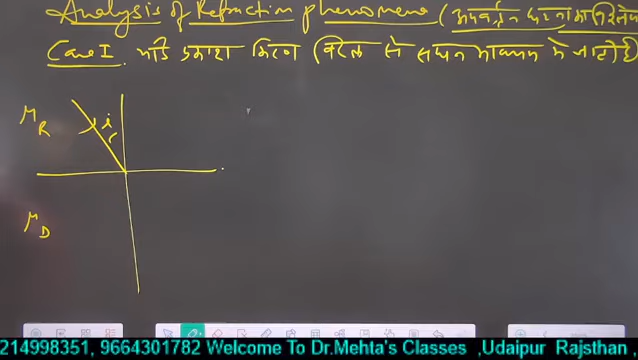 Analysis of Refraction phenomena (अपवर्तन घटना का विश्लेषण
Case I. यदि प्रकाश किरण विरल से सघन माध्यम में जाती है
μR
i
r
μD
214998351, 9664301782 Welcome To Dr.Mehta's Classes ,Udaipur Rajsthan ,